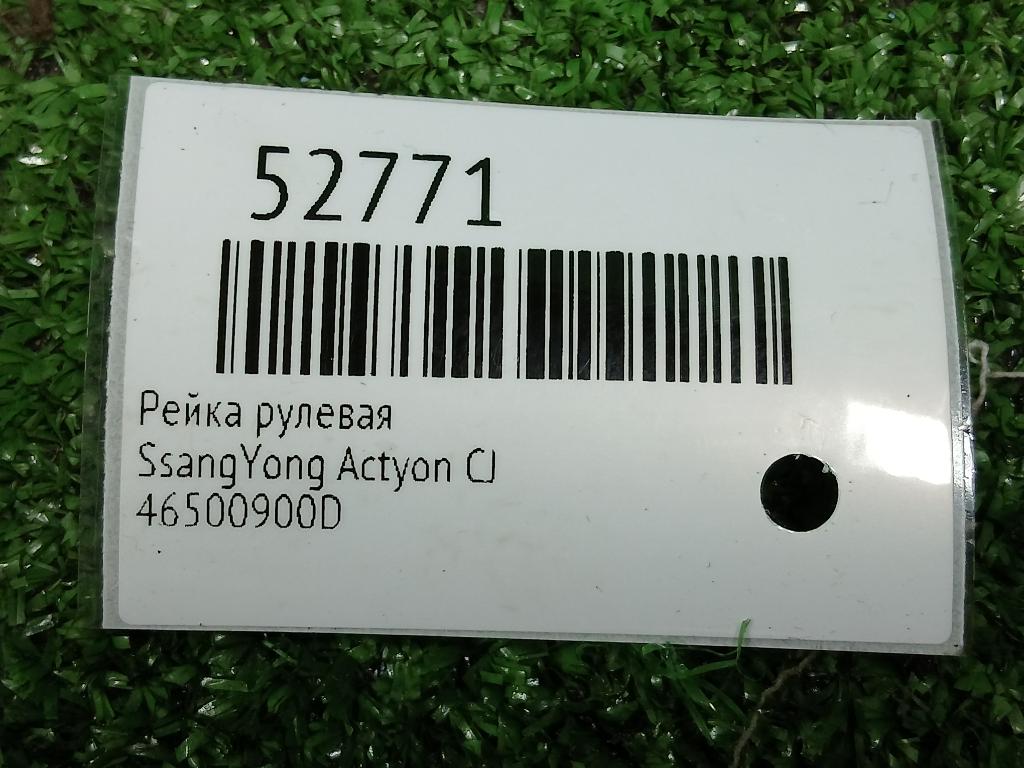 52771
Рейка рулевая
SsangYong Actyon CJ
46500900D